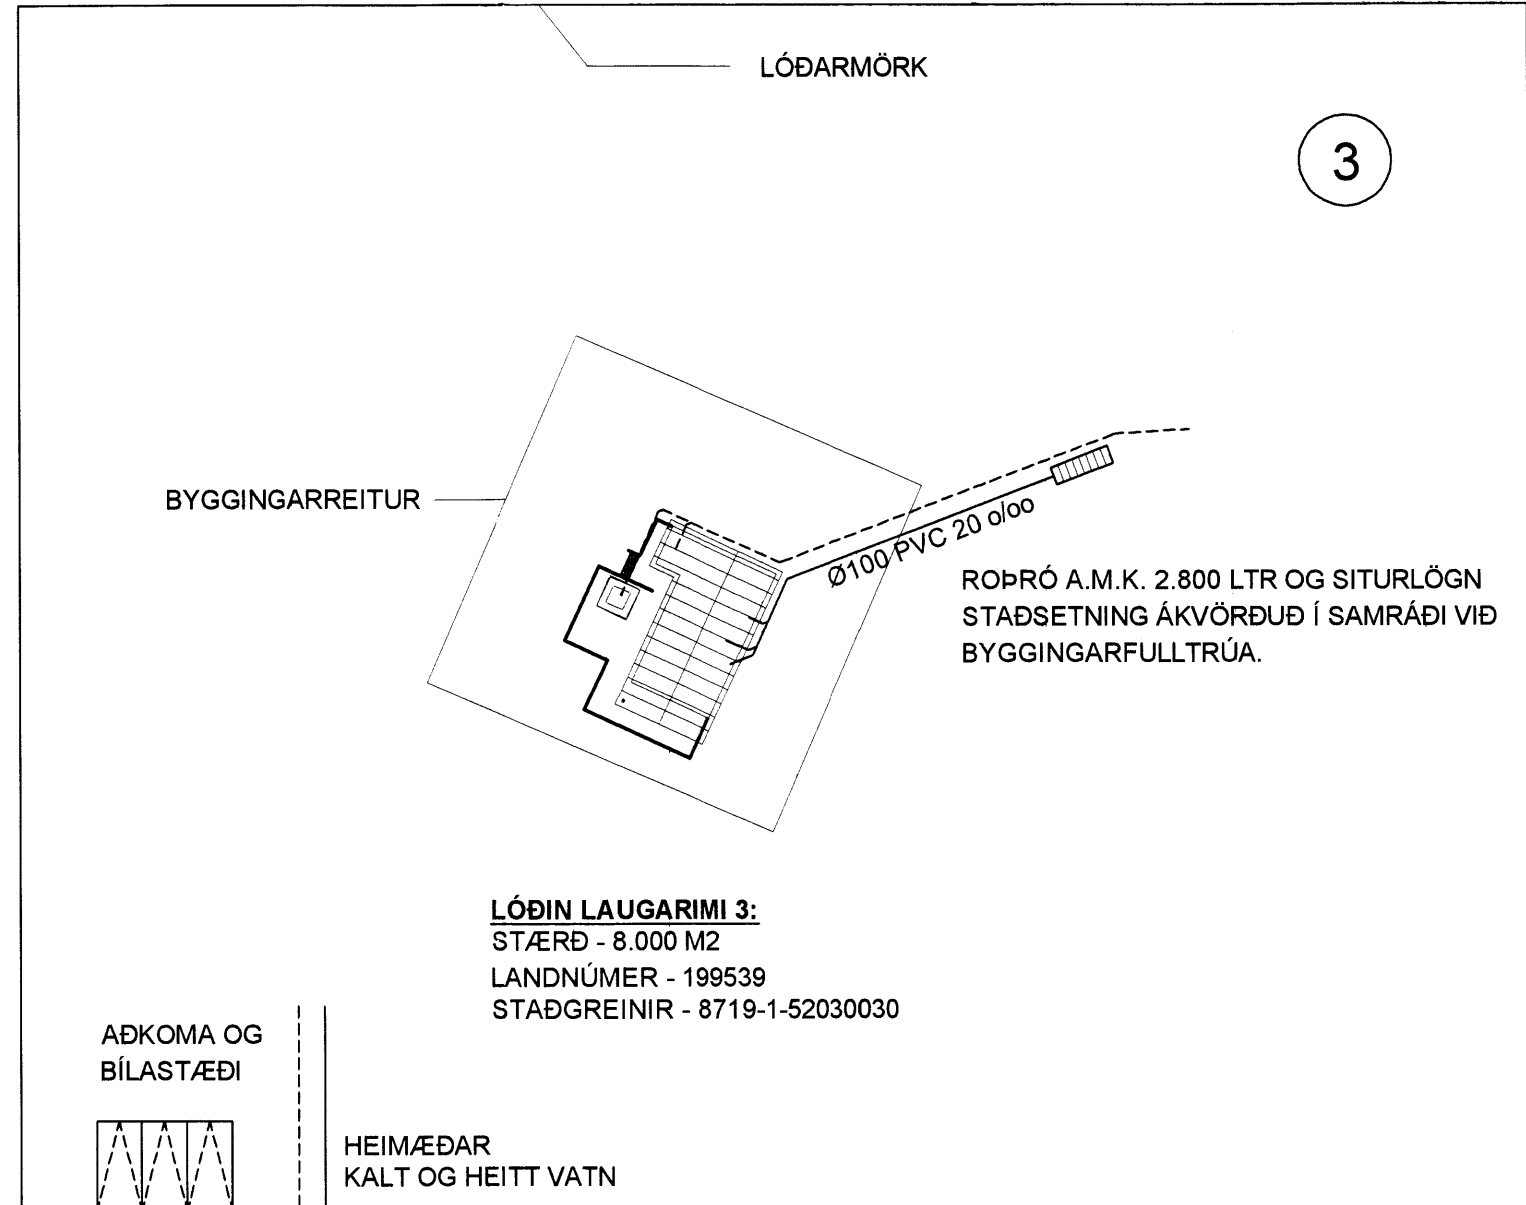 LÓÐARMÖRK
3
BYGGINGARREITUR
Ø100 PVC 20 o/oo
ROÞRÓ A.M.K. 2.800 LTR OG SITURLÖGN
STAÐSETNING ÁKVÖRÐUÐ Í SAMRÁÐI VIÐ
BYGGINGARFULLTRÚA.
LÓÐIN LAUGARIMI 3:
STÆRÐ - 8.000 M2
LANDNÚMER - 199539
STAÐGREINIR - 8719-1-52030030
AÐKOMA OG
BÍLASTÆÐI
HEIMÆÐAR
KALT OG HEITT VATN